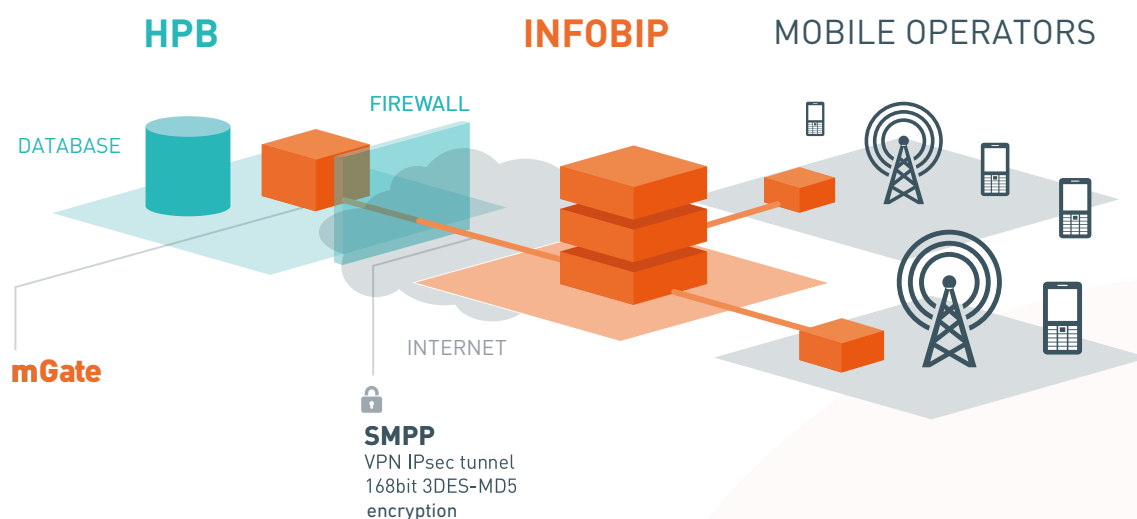 HPB
INFOBIP
MOBILE OPERATORS
FIREWALL
DATABASE
INTERNET
mGate
SMPP
VPN IPsec tunnel
168bit 3DES-MD5
encryption